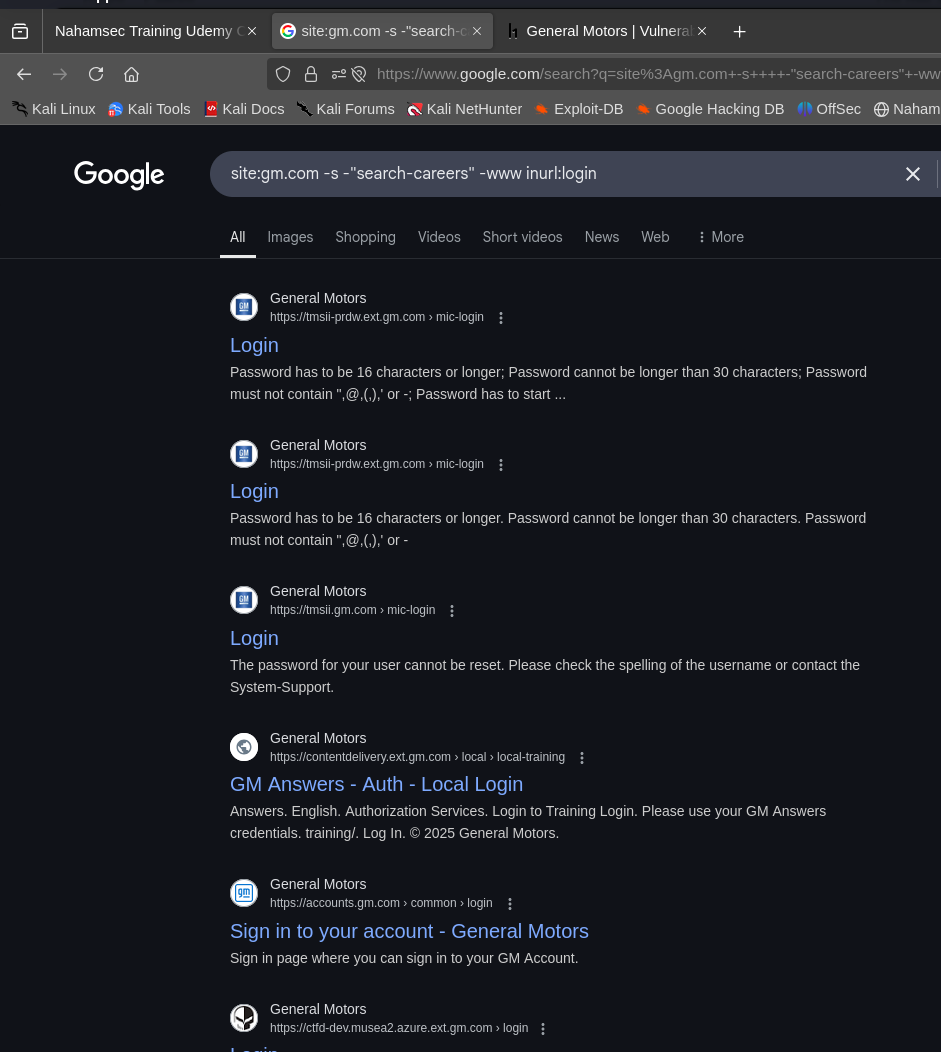 Nahamsec Training Udemy C
site:gm.com -s -"search-c
General Motors | Vulneral
https://www.google.com/search?q=site%3Agm.com+-s++++-"search-careers"+-ww
Kali Linux
Kali Tools
Kali Docs
Kali Forums
Kali NetHunter
Exploit-DB
Google Hacking DB
OffSec
Naham
Google
site:gm.com -s -"search-careers" -www inurl:login
All
Images
Shopping
Videos
Short videos
News
Web
More
General Motors
https://tmsii-prdw.ext.gm.com › mic-login
Login
Password has to be 16 characters or longer; Password cannot be longer than 30 characters; Password
must not contain ",@,(,),' or -; Password has to start ...
General Motors
https://tmsii-prdw.ext.gm.com › mic-login
Login
Password has to be 16 characters or longer. Password cannot be longer than 30 characters. Password
must not contain ",@,(,),' or -
General Motors
https://tmsii.gm.com › mic-login
Login
The password for your user cannot be reset. Please check the spelling of the username or contact the
System-Support.
General Motors
https://contentdelivery.ext.gm.com › local › local-training
GM Answers - Auth - Local Login
Answers. English. Authorization Services. Login to Training Login. Please use your GM Answers
credentials. training/. Log In. © 2025 General Motors.
General Motors
https://accounts.gm.com › common › login
Sign in to your account - General Motors
Sign in page where you can sign in to your GM Account.
General Motors
https://ctfd-dev.musea2.azure.ext.gm.com › login
Login